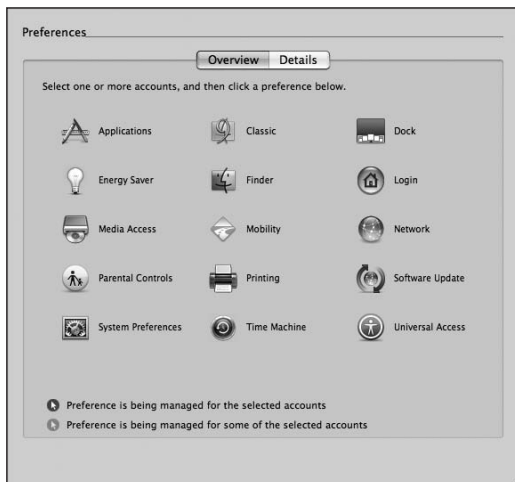 Preferences
Overview Details
Select one or more accounts, and then click a preference below.
Applications Classic Dock
Energy Saver Finder Login
Media Access Mobility Network
Parental Controls Printing Software Update
System Preferences Time Machine Universal Access
Preference is being managed for the selected accounts
Preference is being managed for some of the selected accounts